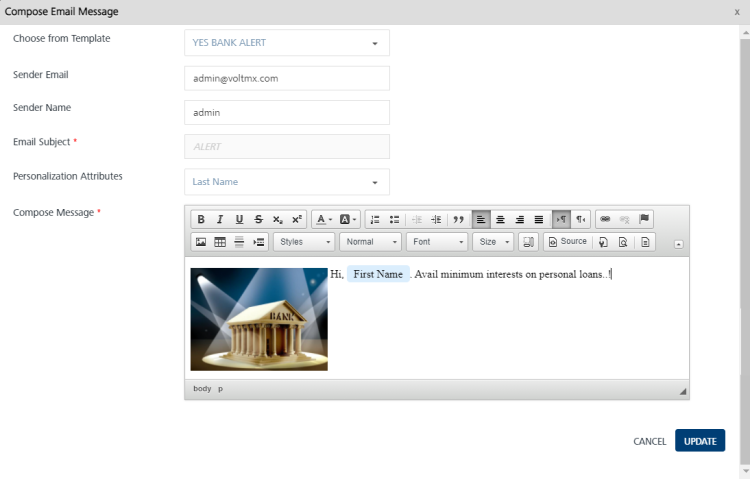 Compose Email Message x
Choose from Template YES BANK ALERT
Sender Email admin@voltmx.com
Sender Name admin
Email Subject * ALERT
Personalization Attributes Last Name
Compose Message *
B I U S x₂ x² A A
Styles Normal Font Size Source
BANK
Hi, First Name . Avail minimum interests on personal loans..!
body p
CANCEL UPDATE